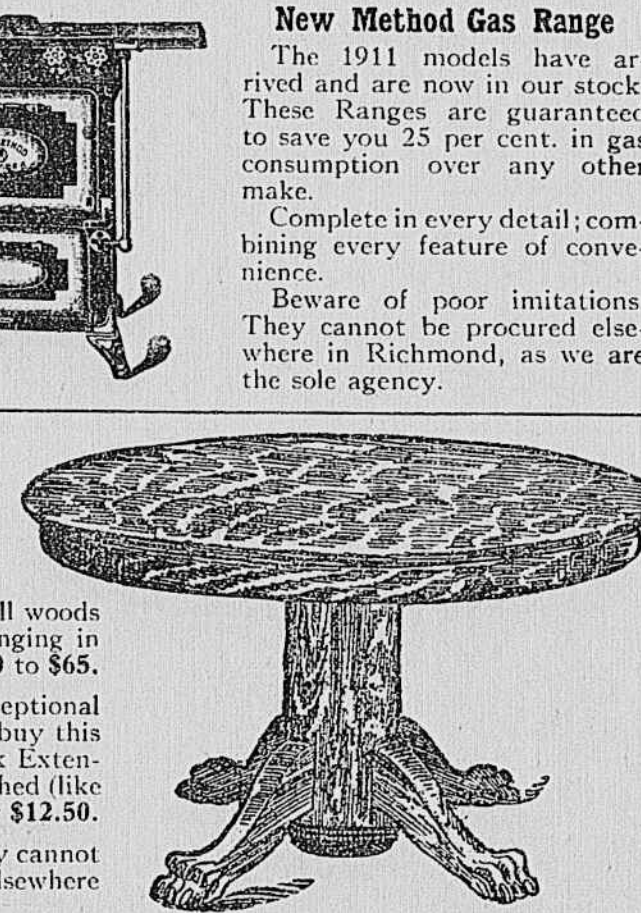 New Method Gas Range
The 1911 models have ar
rived and are now in our stock
These Ranges are guaranteed
to save you 25 per cent. in gas
consumption over any other
make.
Complete in every detail; com-
bining every feature of conve-
nience.
Beware of poor imitations
They cannot be procured else-
where in Richmond, as we are
the sole agency.
ll woods
nging in
to $65.
eptional
buy this
k Exten-
hed (like
$12.50.
y cannot
lsewhere